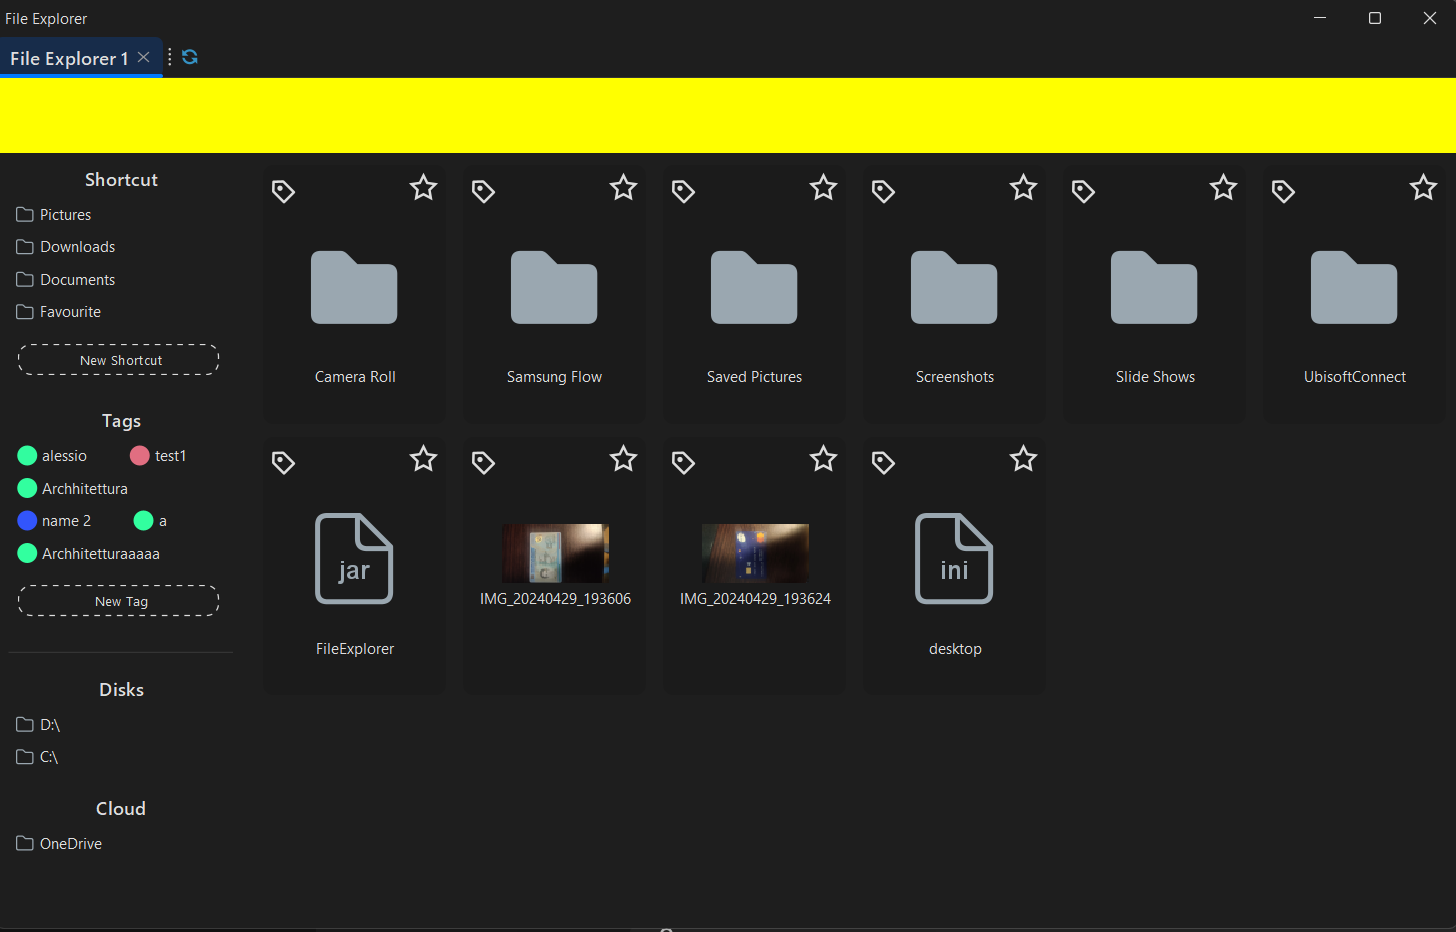 File Explorer
File Explorer 1
Shortcut
Pictures
Downloads
Documents
Favourite
New Shortcut
Tags
alessio test1
Archhitettura
name 2 a
Archhitetturaaaaa
New Tag
Disks
D:\
C:\
Cloud
OneDrive
Camera Roll Samsung Flow Saved Pictures Screenshots Slide Shows UbisoftConnect
jar
ini
IMG_20240429_193606 IMG_20240429_193624
FileExplorer desktop